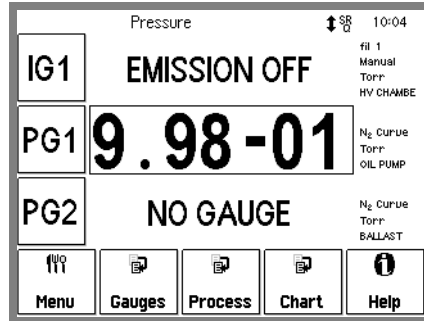 Pressure
SR
Q
10:04
IG1
EMISSION OFF
fil 1
Manual
Torr
HV CHAMBE
PG1
9.98-01
N₂ Curve
Torr
OIL PUMP
PG2
NO GAUGE
N₂ Curve
Torr
BALLAST
Menu
Gauges
Process
Chart
Help